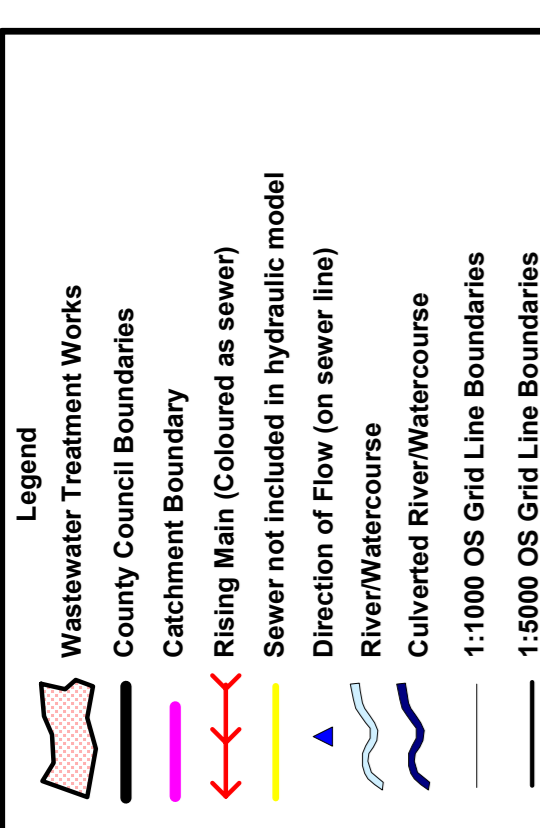 Legend
Wastewater Treatment Works
County Council Boundaries
Catchment Boundary
Rising Main (Coloured as sewer)
Sewer not included in hydraulic model
Direction of Flow (on sewer line)
River/Watercourse
Culverted River/Watercourse
1:1000 OS Grid Line Boundaries
1:5000 OS Grid Line Boundaries